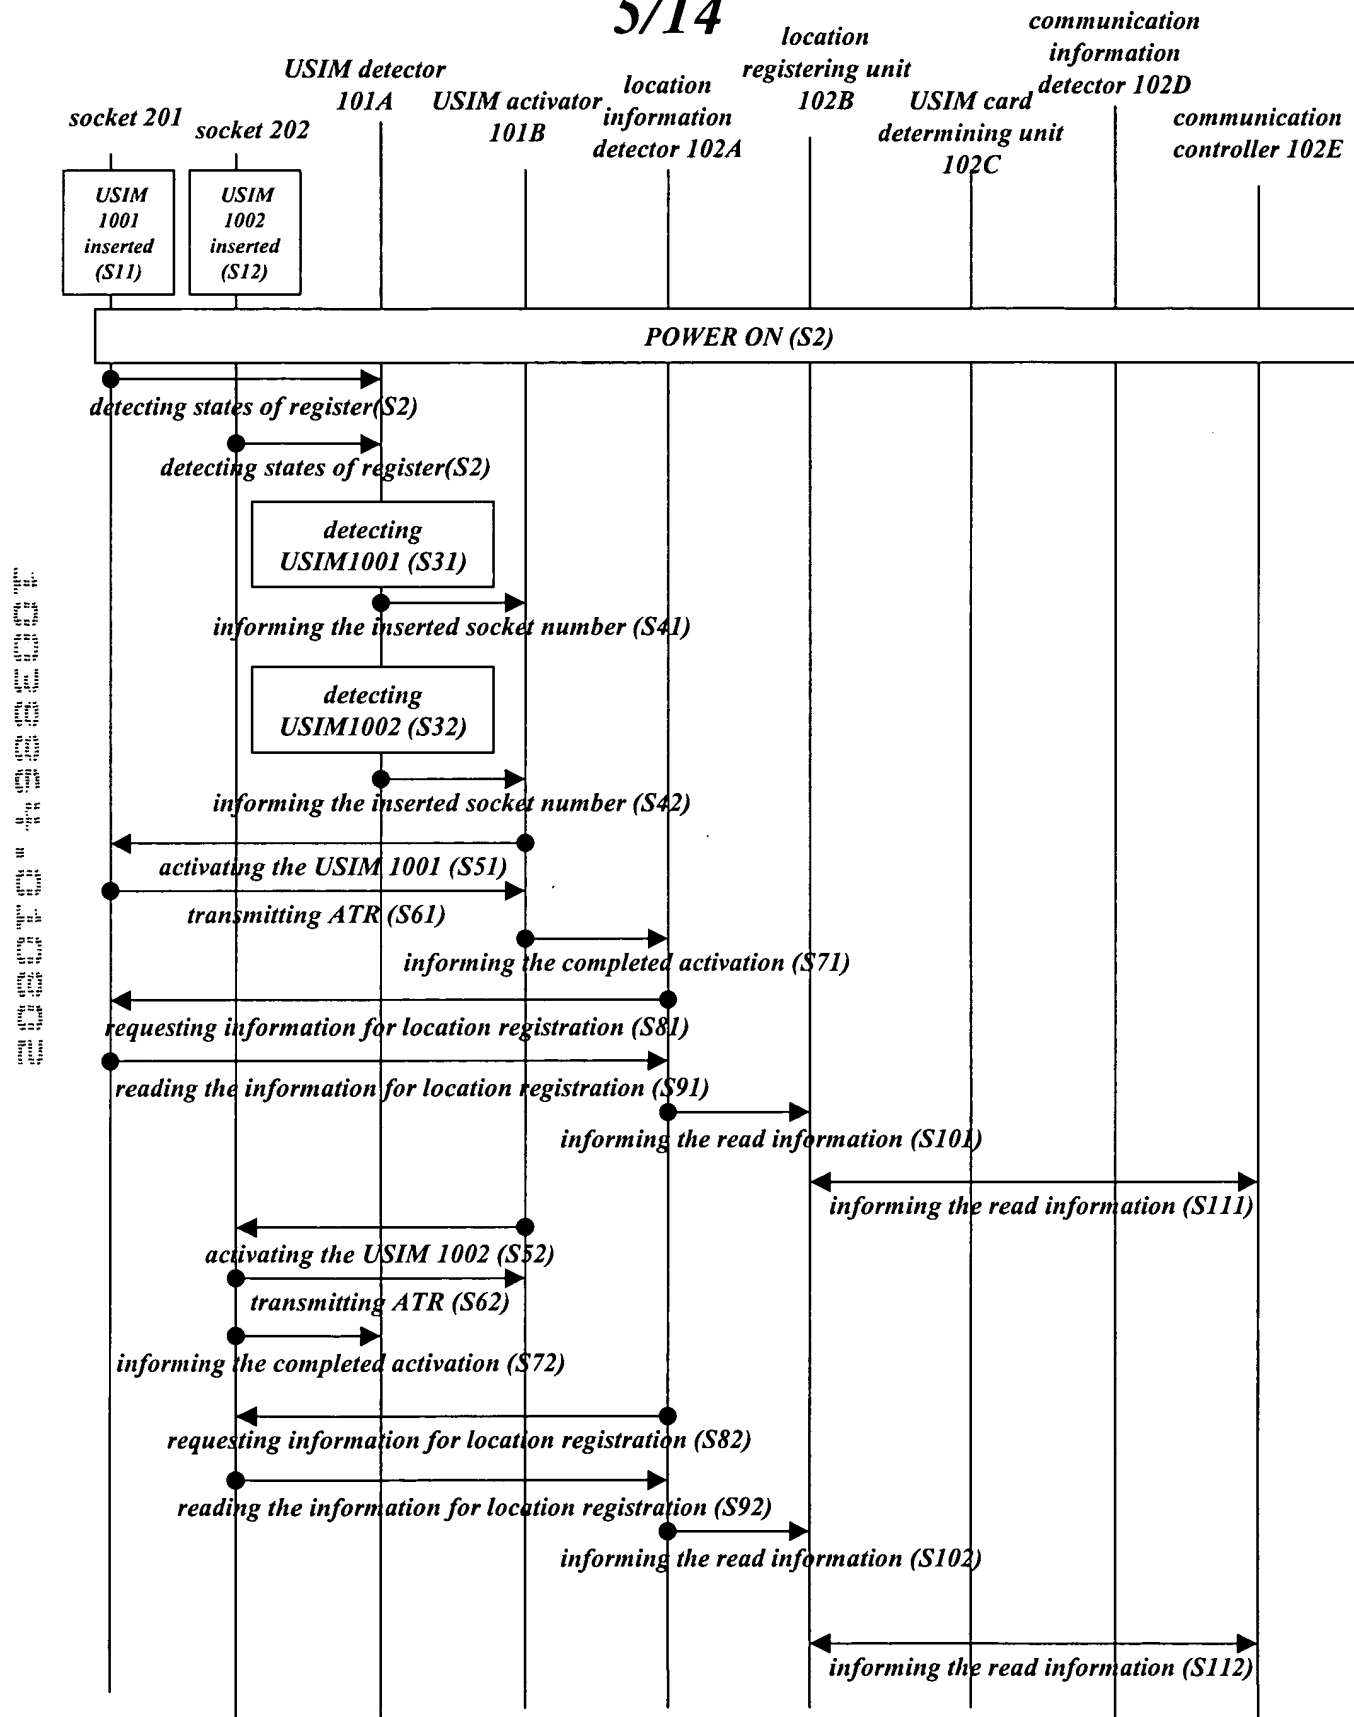 5/14
socket 201
socket 202
USIM detector
101A
USIM activator
101B
location
information
detector 102A
location
registering unit
102B
USIM card
determining unit
102C
communication
information
detector 102D
communication
controller 102E
USIM
1001
inserted
(S11)
USIM
1002
inserted
(S12)
POWER ON (S2)
detecting states of register(S2)
detecting states of register(S2)
detecting
USIM1001 (S31)
informing the inserted socket number (S41)
detecting
USIM1002 (S32)
informing the inserted socket number (S42)
activating the USIM 1001 (S51)
transmitting ATR (S61)
informing the completed activation (S71)
requesting information for location registration (S81)
reading the information for location registration (S91)
informing the read information (S101)
informing the read information (S111)
activating the USIM 1002 (S52)
transmitting ATR (S62)
informing the completed activation (S72)
requesting information for location registration (S82)
reading the information for location registration (S92)
informing the read information (S102)
informing the read information (S112)